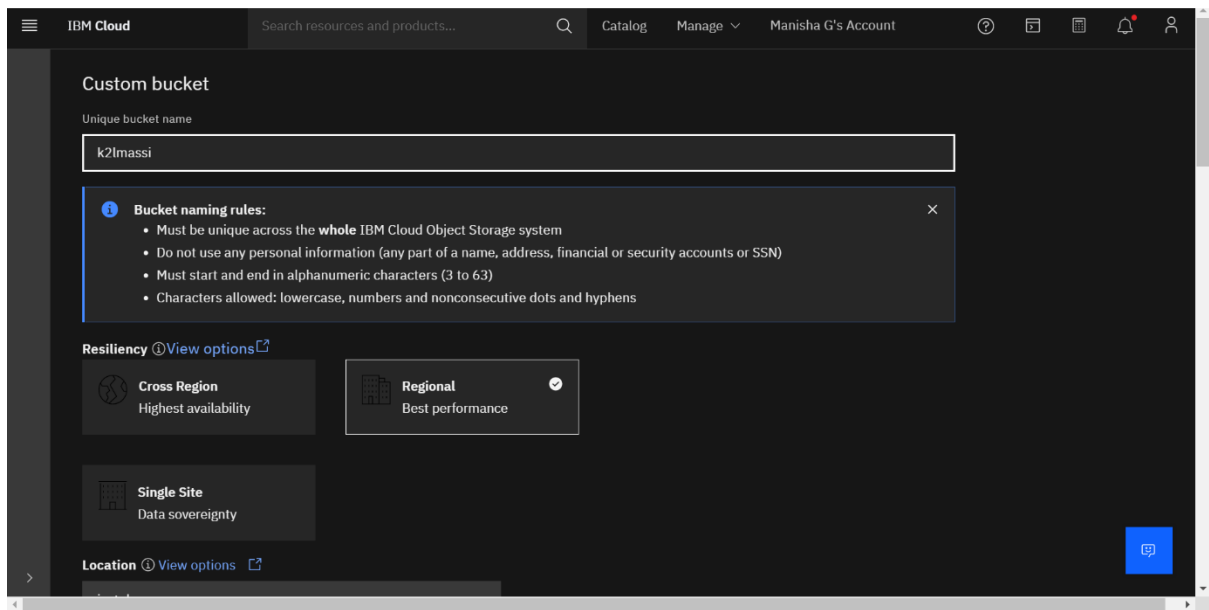 IBM Cloud
Search resources and products...
Catalog
Manage
Manisha G's Account
Custom bucket
Unique bucket name
k2lmassi
Bucket naming rules:
• Must be unique across the whole IBM Cloud Object Storage system
• Do not use any personal information (any part of a name, address, financial or security accounts or SSN)
• Must start and end in alphanumeric characters (3 to 63)
• Characters allowed: lowercase, numbers and nonconsecutive dots and hyphens
Resiliency View options
Cross Region
Highest availability
Regional
Best performance
Single Site
Data sovereignty
Location View options